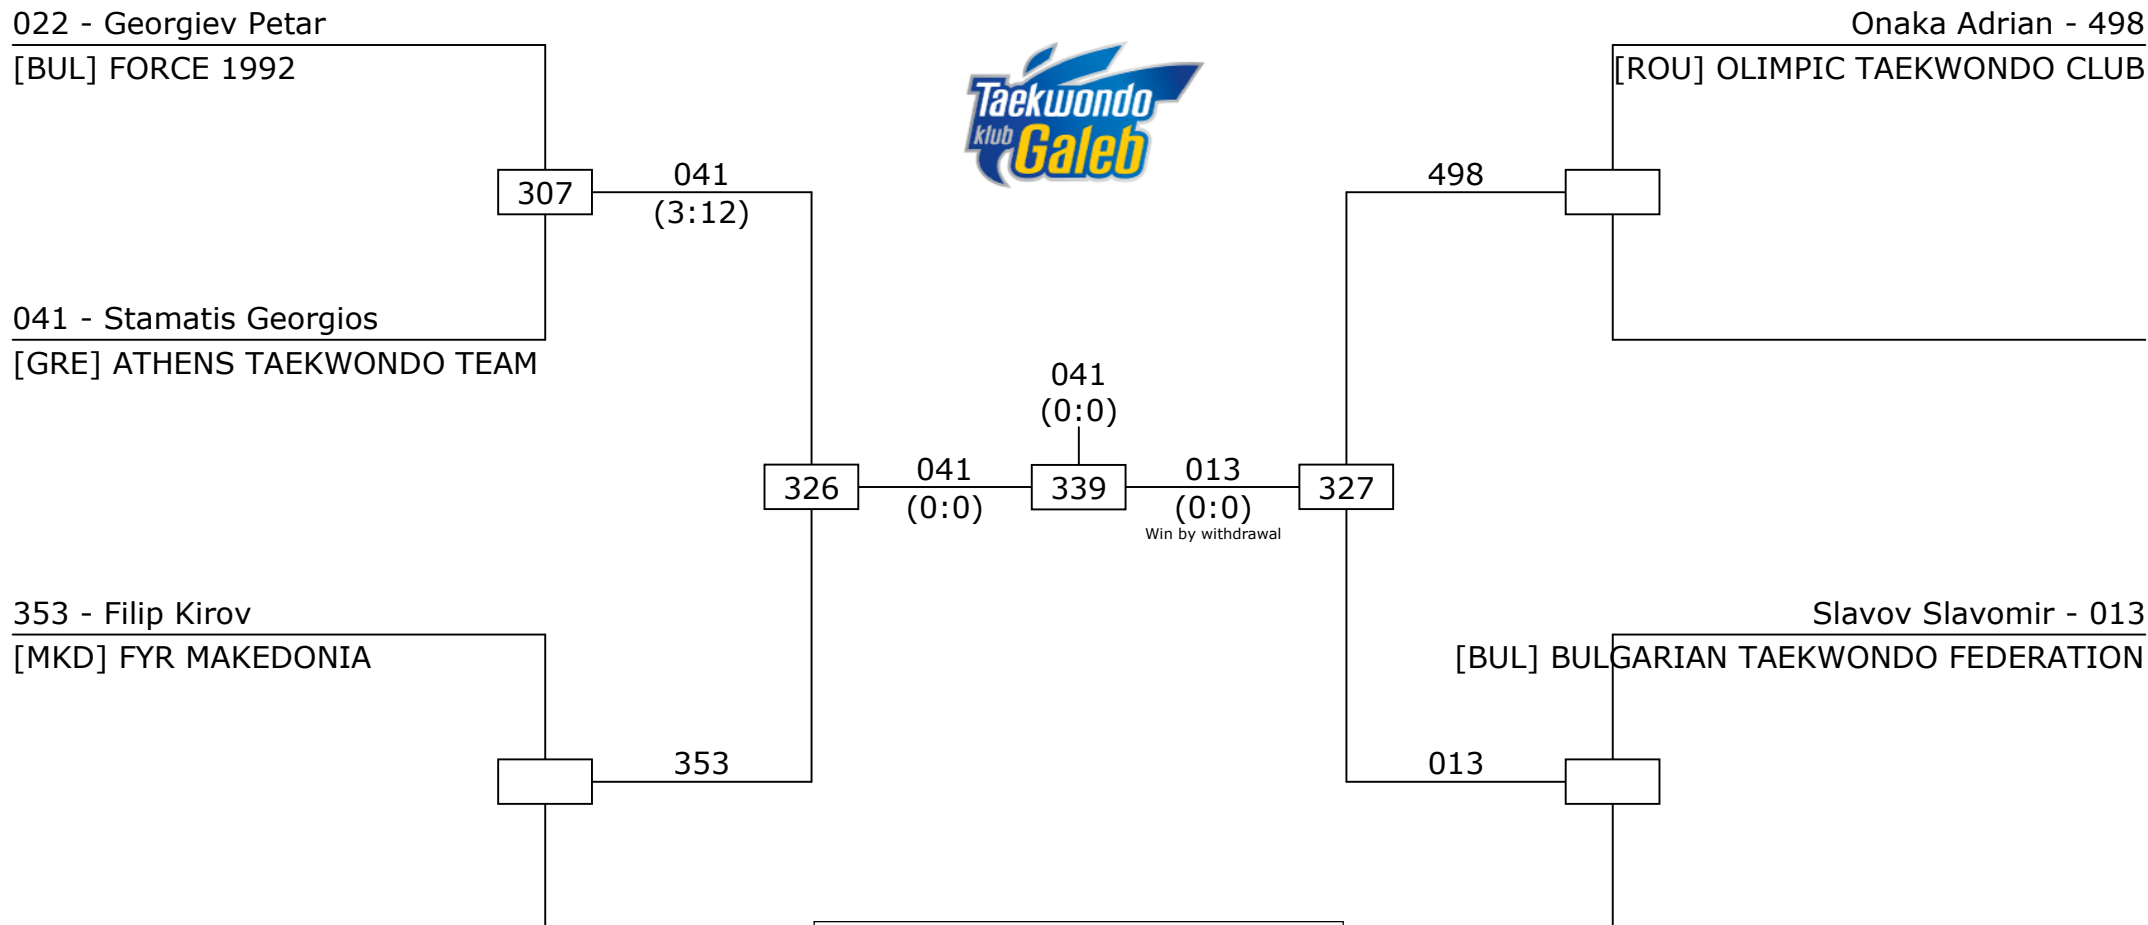 022 - Georgiev Petar
[BUL] FORCE 1992
Onaka Adrian - 498
[ROU] OLIMPIC TAEKWONDO CLUB
Taekwondo
klub Galeb
307
041
(3:12)
498
041 - Stamatis Georgios
[GRE] ATHENS TAEKWONDO TEAM
041
(0:0)
326
041
(0:0)
339
013
(0:0)
Win by withdrawal
327
353 - Filip Kirov
[MKD] FYR MAKEDONIA
Slavov Slavomir - 013
[BUL] BULGARIAN TAEKWONDO FEDERATION
353
013